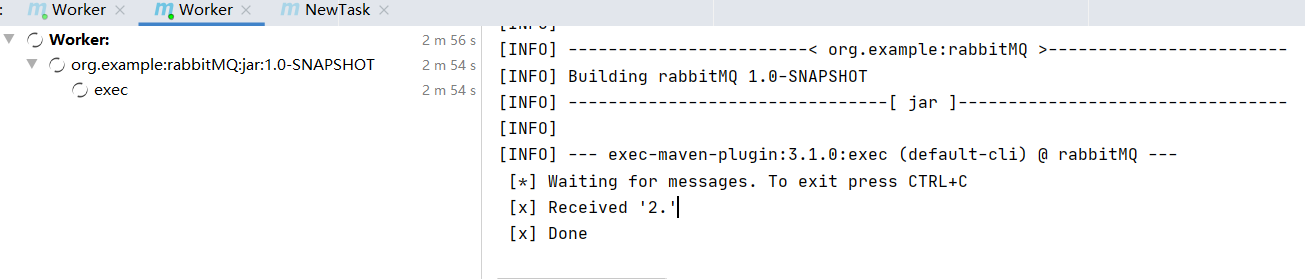 : Worker × Worker × NewTask ×
Worker: 2 m 56 s
org.example:rabbitMQ:jar:1.0-SNAPSHOT 2 m 54 s
exec 2 m 54 s
[INFO]
[INFO] ------------------------< org.example:rabbitMQ >------------------------
[INFO] Building rabbitMQ 1.0-SNAPSHOT
[INFO] --------------------------------[ jar ]---------------------------------
[INFO]
[INFO] --- exec-maven-plugin:3.1.0:exec (default-cli) @ rabbitMQ ---
[*] Waiting for messages. To exit press CTRL+C
[x] Received '2.'
[x] Done